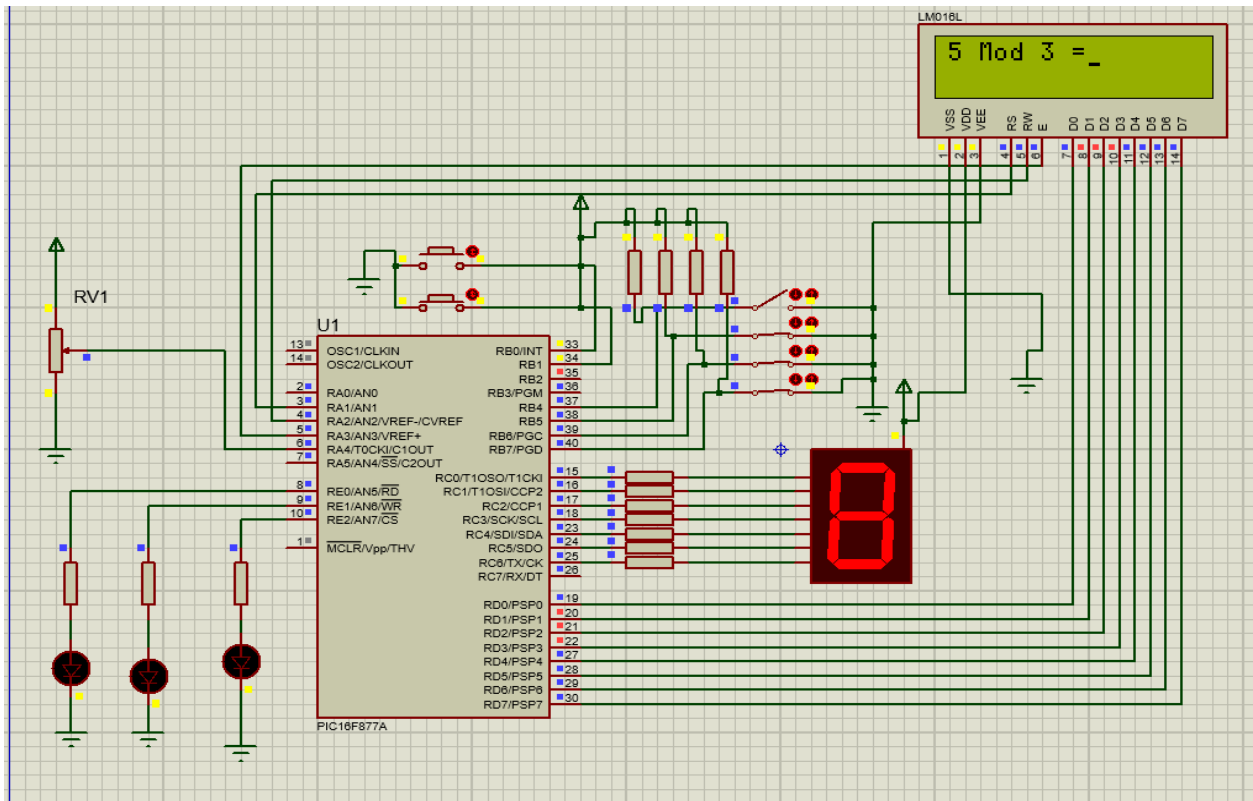 LM016L
5 Mod 3 =_
VSS VDD VEE RS RW E D0 D1 D2 D3 D4 D5 D6 D7
1 2 3 4 5 6 7 8 9 10 11 12 13 14
RV1
U1
13 OSC1/CLKIN RB0/INT 33
14 OSC2/CLKOUT RB1 34
RB2 35
2 RA0/AN0 RB3/PGM 36
3 RA1/AN1 RB4 37
4 RA2/AN2/VREF-/CVREF RB5 38
5 RA3/AN3/VREF+ RB6/PGC 39
6 RA4/T0CKI/C1OUT RB7/PGD 40
7 RA5/AN4/SS/C2OUT
RC0/T1OSO/T1CKI 15
8 RE0/AN5/RD RC1/T1OSI/CCP2 16
9 RE1/AN6/WR RC2/CCP1 17
10 RE2/AN7/CS RC3/SCK/SCL 18
RC4/SDI/SDA 23
1 MCLR/Vpp/THV RC5/SDO 24
RC6/TX/CK 25
RC7/RX/DT 26
RD0/PSP0 19
RD1/PSP1 20
RD2/PSP2 21
RD3/PSP3 22
RD4/PSP4 27
RD5/PSP5 28
RD6/PSP6 29
RD7/PSP7 30
PIC16F877A
8